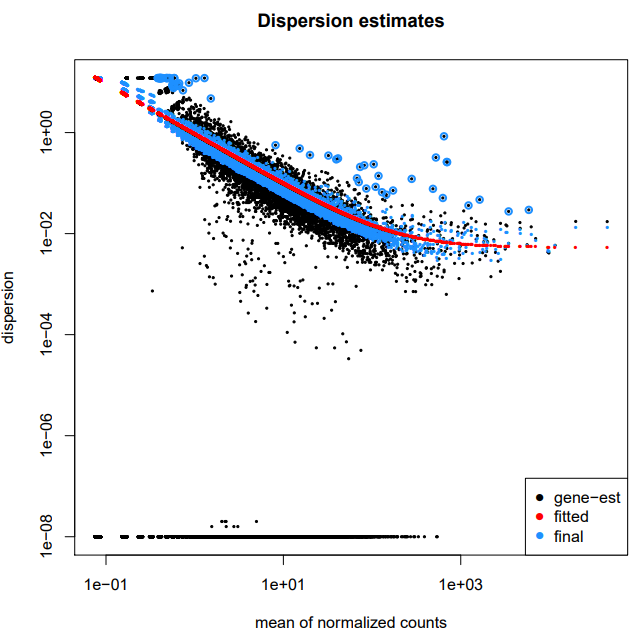 Dispersion estimates
dispersion
1e+00
1e−02
1e−04
1e−06
1e−08
1e−01
1e+01
1e+03
mean of normalized counts
gene−est
fitted
final